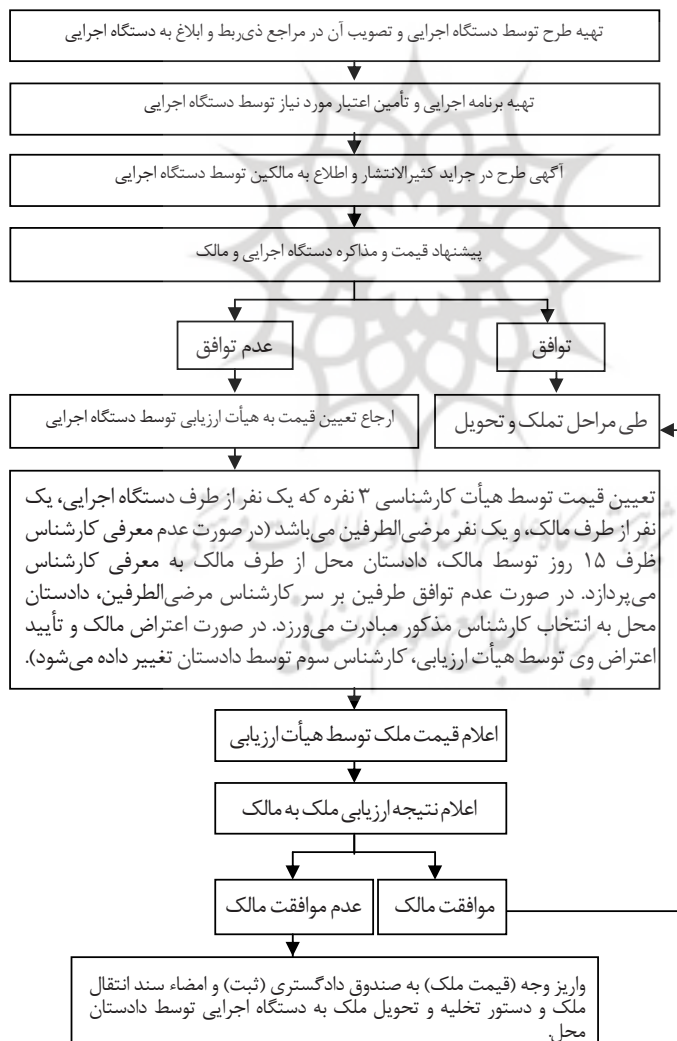 تهیه طرح توسط دستگاه اجرایی و تصویب آن در مراجع ذی‌ربط و ابلاغ به دستگاه اجرایی
تهیه برنامه اجرایی و تأمین اعتبار مورد نیاز توسط دستگاه اجرایی
آگهی طرح در جراید کثیرالانتشار و اطلاع به مالکین توسط دستگاه اجرایی
پیشنهاد قیمت و مذاکره دستگاه اجرایی و مالک
توافق
عدم توافق
طی مراحل تملک و تحویل
ارجاع تعیین قیمت به هیأت ارزیابی توسط دستگاه اجرایی
تعیین قیمت توسط هیأت کارشناسی ۳ نفره که یک نفر از طرف دستگاه اجرایی، یک
نفر از طرف مالک، و یک نفر مرضی‌الطرفین می‌باشد (در صورت عدم معرفی کارشناس
ظرف ۱۵ روز توسط مالک، دادستان محل از طرف مالک به معرفی کارشناس
می‌پردازد. در صورت عدم توافق طرفین بر سر کارشناس مرضی‌الطرفین، دادستان
محل به انتخاب کارشناس مذکور مبادرت می‌ورزد. در صورت اعتراض مالک و تأیید
اعتراض وی توسط هیأت ارزیابی، کارشناس سوم توسط دادستان تغییر داده می‌شود).
اعلام قیمت ملک توسط هیأت ارزیابی
اعلام نتیجه ارزیابی ملک به مالک
موافقت مالک
عدم موافقت مالک
واریز وجه (قیمت ملک) به صندوق دادگستری (ثبت) و امضاء سند انتقال
ملک و دستور تخلیه و تحویل ملک به دستگاه اجرایی توسط دادستان
محل.